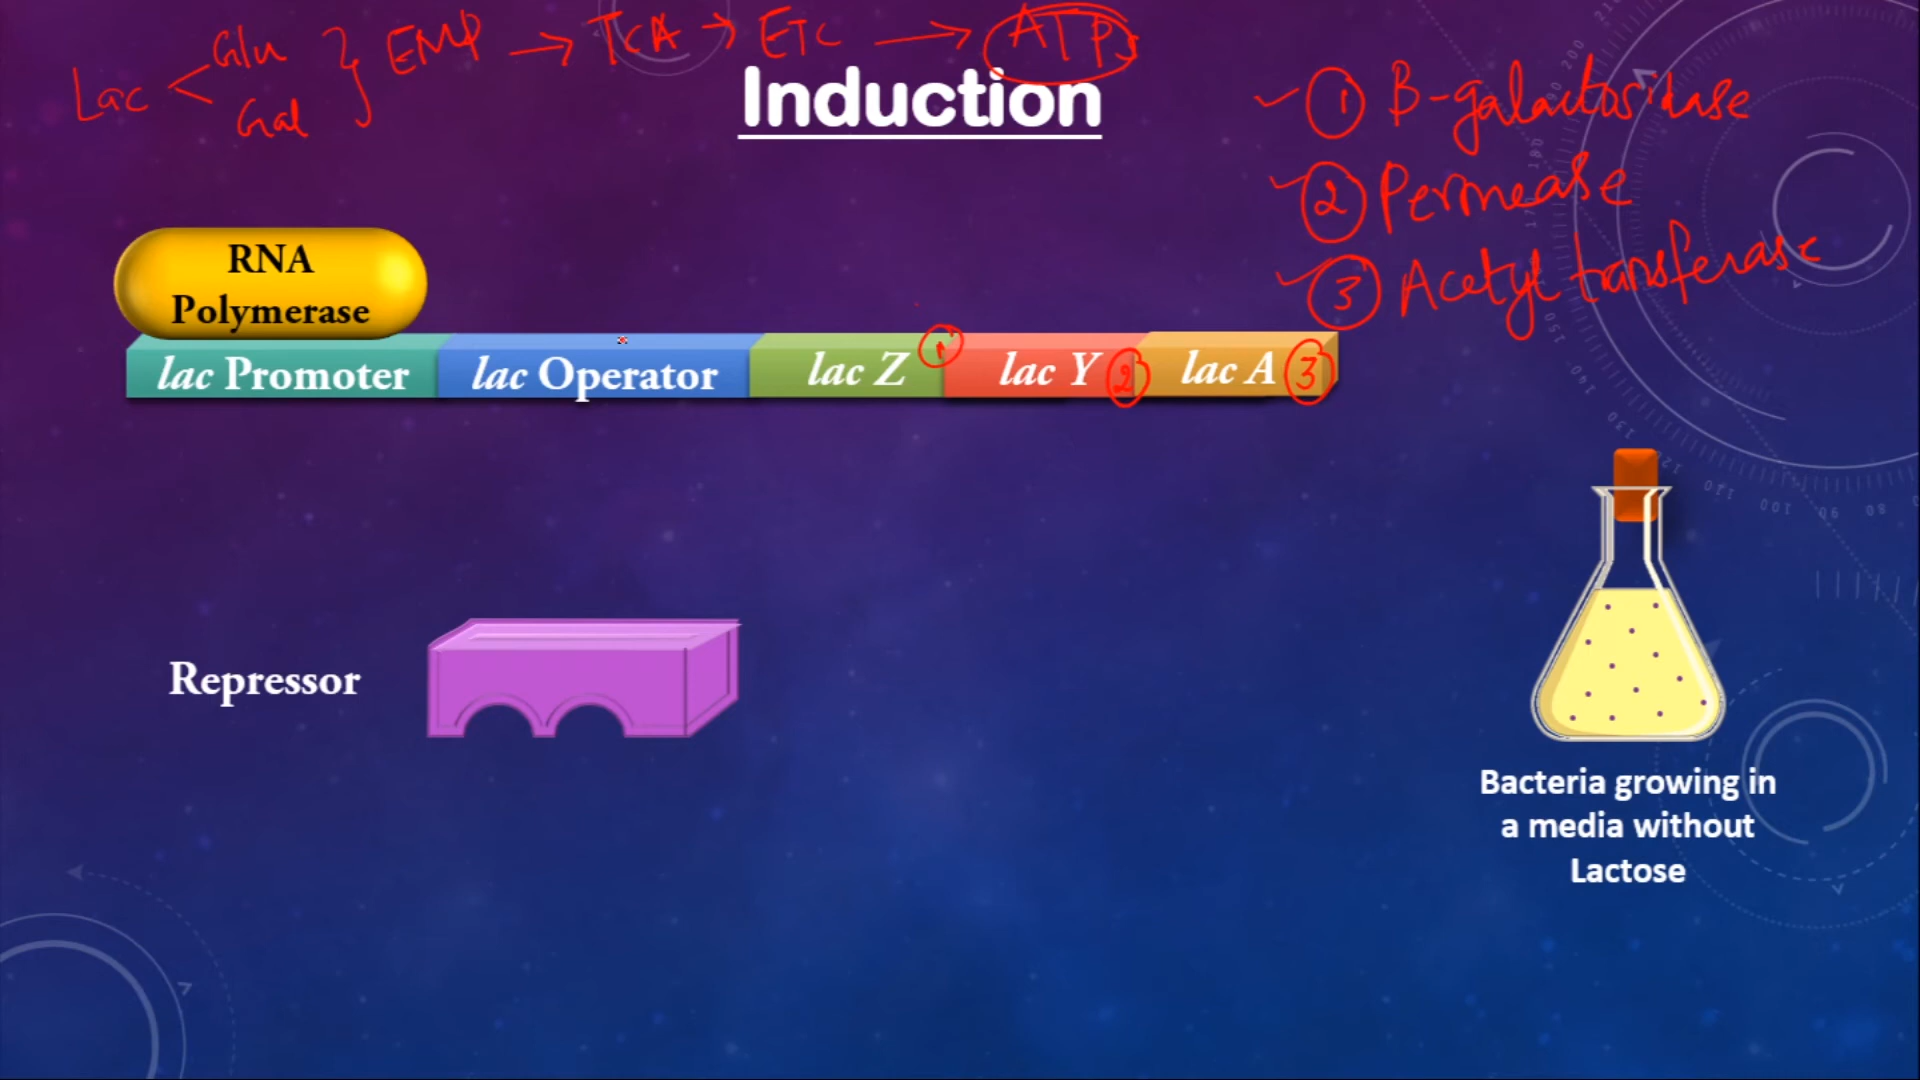 Lac < Glu
Gal } EMP → TCA → ETC → ATPs
Induction
① B-galactosidase
② Permease
③ Acetyl transferase
RNA
Polymerase
lac Promoter lac Operator lac Z 1 lac Y 2 lac A 3
Repressor
Bacteria growing in
a media without
Lactose